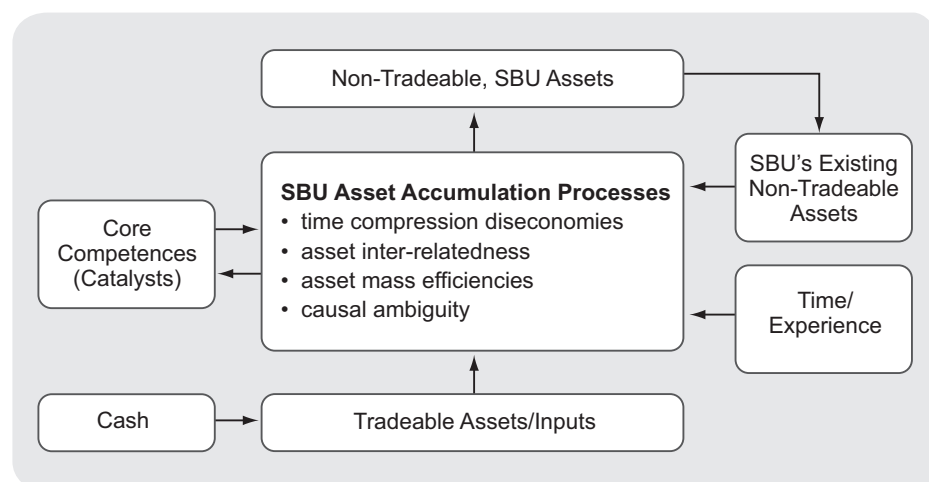 Non-Tradeable, SBU Assets
SBU's Existing
Non-Tradeable
Assets
SBU Asset Accumulation Processes
• time compression diseconomies
• asset inter-relatedness
• asset mass efficiencies
• causal ambiguity
Core
Competences
(Catalysts)
Time/
Experience
Cash
Tradeable Assets/Inputs